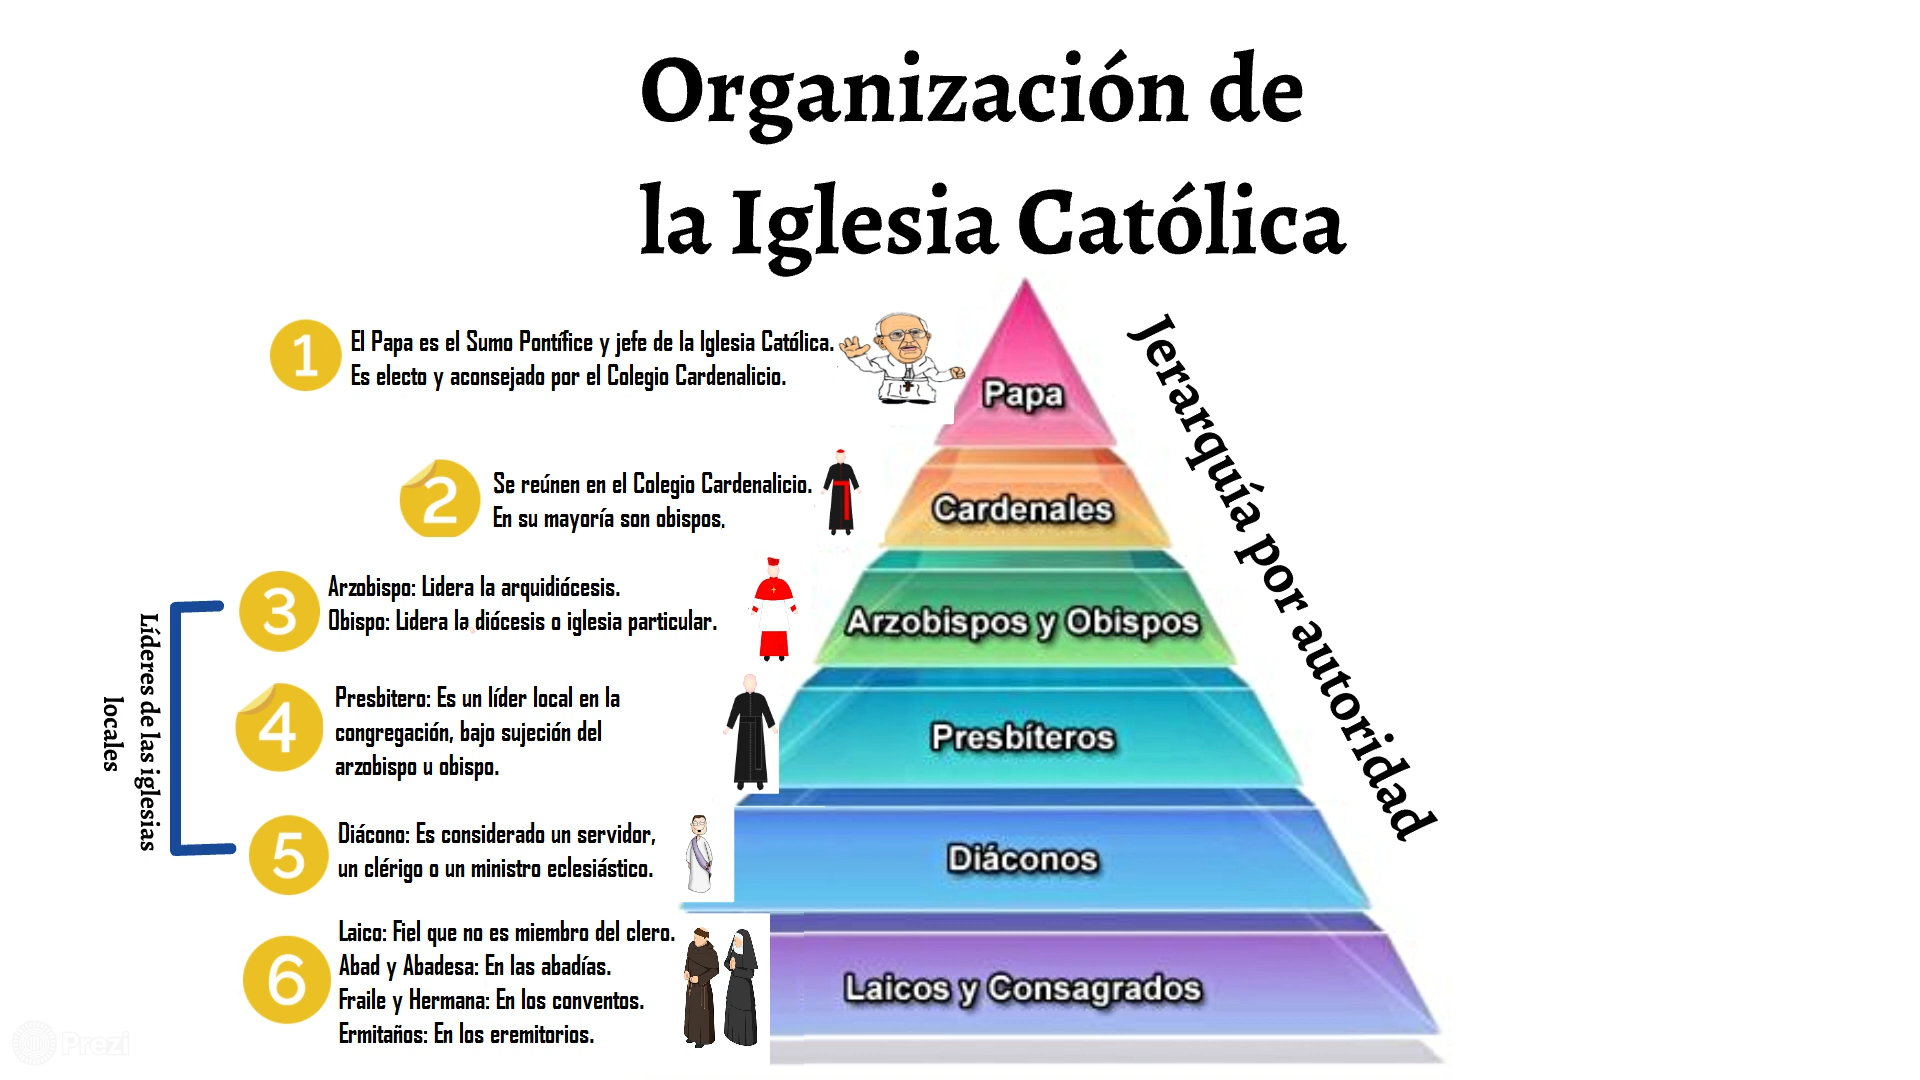 Organización de
la Iglesia Católica
1
El Papa es el Sumo Pontífice y jefe de la Iglesia Católica.
Es electo y aconsejado por el Colegio Cardenalicio.
Papa
2
Se reúnen en el Colegio Cardenalicio.
En su mayoría son obispos.
Cardenales
3
Arzobispo: Lidera la arquidiócesis.
Obispo: Lidera la diócesis o iglesia particular.
Arzobispos y Obispos
4
Presbitero: Es un líder local en la
congregación, bajo sujeción del
arzobispo u obispo.
Presbíteros
5
Diácono: Es considerado un servidor,
un clérigo o un ministro eclesiástico.
Diáconos
6
Laico: Fiel que no es miembro del clero.
Abad y Abadesa: En las abadías.
Fraile y Hermana: En los conventos.
Ermitaños: En los eremitorios.
Laicos y Consagrados
Líderes de las iglesias
locales
Jerarquía por autoridad
Prezi